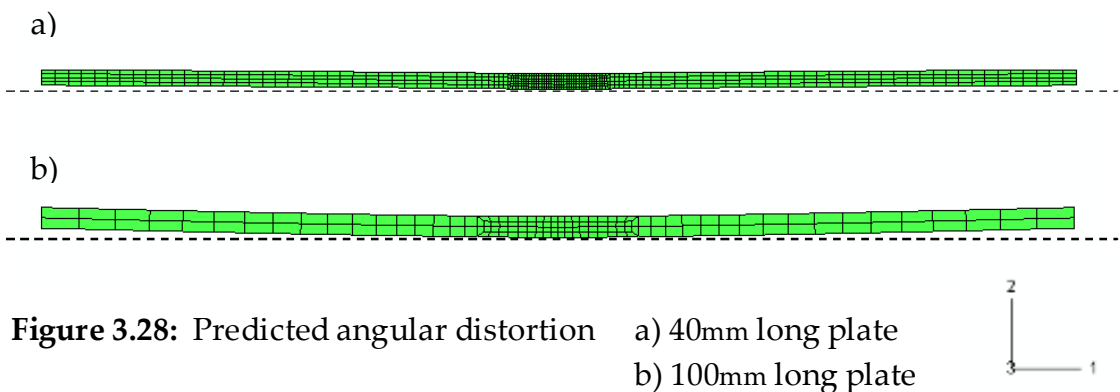 a)
b)
2
Figure 3.28: Predicted angular distortion a) 40mm long plate
3 1
b) 100mm long plate